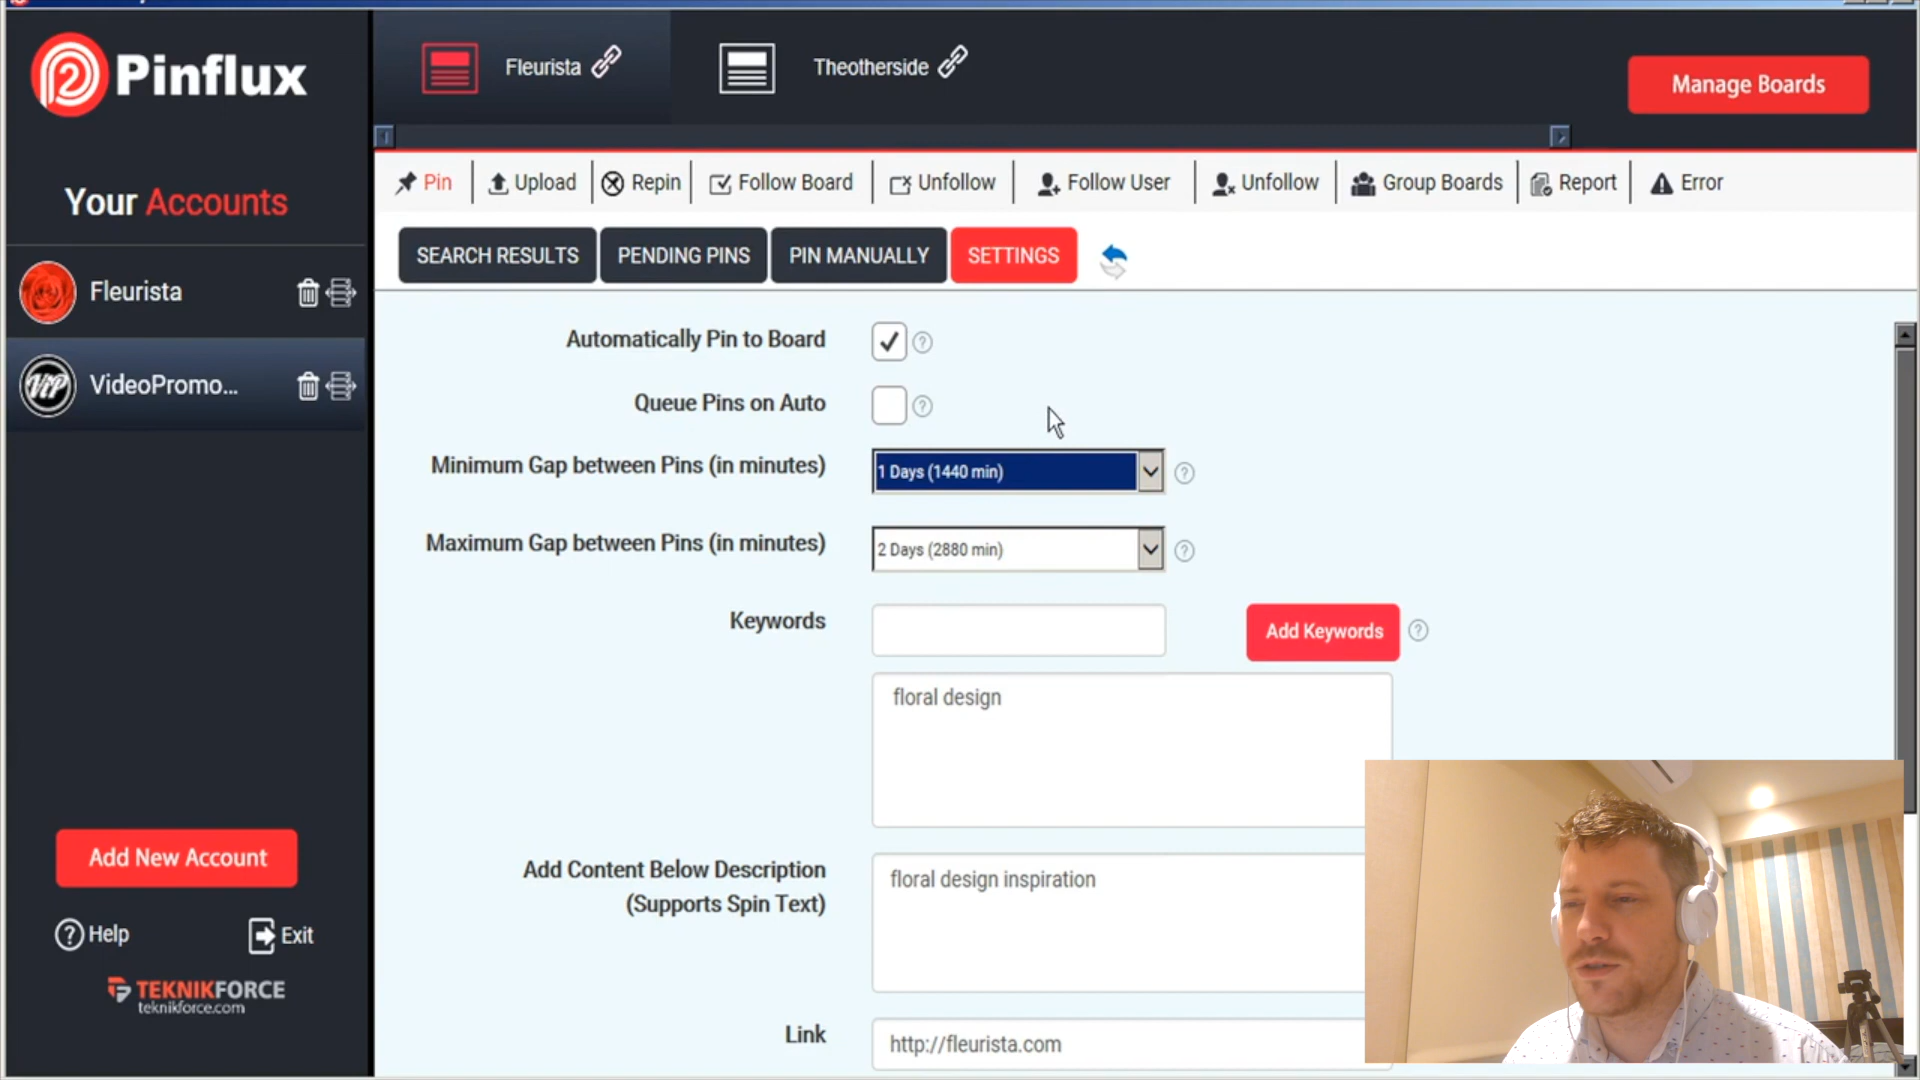 Pinflux
Fleurista
Theotherside
Manage Boards
Your Accounts
Pin
Upload
Repin
Follow Board
Unfollow
Follow User
Unfollow
Group Boards
Report
Error
SEARCH RESULTS
PENDING PINS
PIN MANUALLY
SETTINGS
Fleurista
VideoPromo...
Automatically Pin to Board
Queue Pins on Auto
Minimum Gap between Pins (in minutes)
1 Days (1440 min)
Maximum Gap between Pins (in minutes)
2 Days (2880 min)
Keywords
Add Keywords
floral design
Add Content Below Description
(Supports Spin Text)
floral design inspiration
Link
http://fleurista.com
Add New Account
Help
Exit
TEKNIKFORCE
teknikforce.com